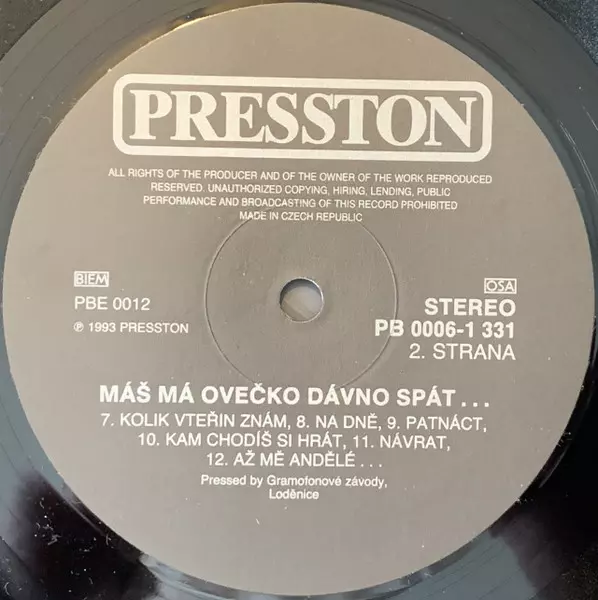 PRESSTON
ALL RIGHTS OF THE PRODUCER AND OF THE OWNER OF THE WORK REPRODUCED
RESERVED. UNAUTHORIZED COPYING, HIRING, LENDING, PUBLIC
PERFORMANCE AND BROADCASTING OF THIS RECORD PROHIBITED
MADE IN CZECH REPUBLIC
BIEM
PBE 0012
℗ 1993 PRESSTON
OSA
STEREO
PB 0006-1 331
2. STRANA
MÁŠ MÁ OVEČKO DÁVNO SPÁT...
7. KOLIK VTEŘIN ZNÁM, 8. NA DNĚ, 9. PATNÁCT,
10. KAM CHODÍŠ SI HRÁT, 11. NÁVRAT,
12. AŽ MĚ ANDĚLÉ...
Pressed by Gramofonové závody,
Loděnice